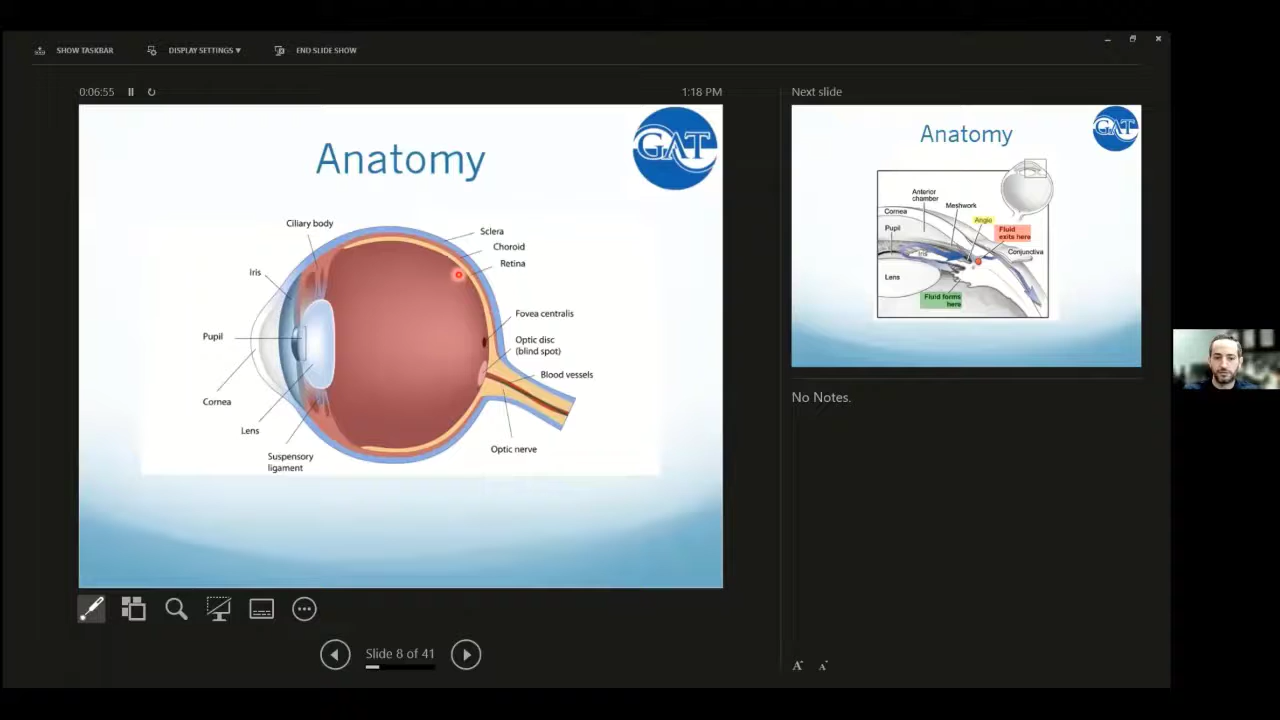 SHOW TASKBAR
DISPLAY SETTINGS ▾
END SLIDE SHOW
0:06:55
1:18 PM
Next slide
Anatomy
GAT
Ciliary body
Sclera
Choroid
Retina
Iris
Fovea centralis
Pupil
Optic disc
(blind spot)
Blood vessels
Cornea
Lens
Optic nerve
Suspensory
ligament
Anatomy
GAT
Anterior
chamber
Meshwork
Cornea
Angle
Pupil
Fluid
exits here
Iris
Conjunctiva
Lens
Fluid forms
here
No Notes.
Slide 8 of 41
A
A